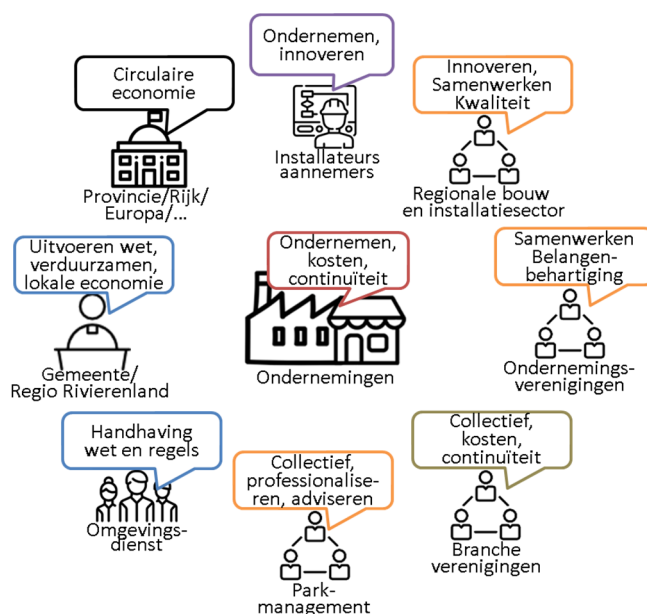 Ondernemen,
innoveren
Installateurs
aannemers
Circulaire
economie
Provincie/Rijk/
Europa/...
Innoveren,
Samenwerken
Kwaliteit
Regionale bouw
en installatiesector
Uitvoeren wet,
verduurzamen,
lokale economie
Gemeente/
Regio Rivierenland
Ondernemen,
kosten,
continuïteit
Ondernemingen
Samenwerken
Belangen-
behartiging
Ondernemings-
verenigingen
Handhaving
wet en regels
Omgevings-
dienst
Collectief,
professionalise-
ren, adviseren
Park-
management
Collectief,
kosten,
continuïteit
Branche
verenigingen